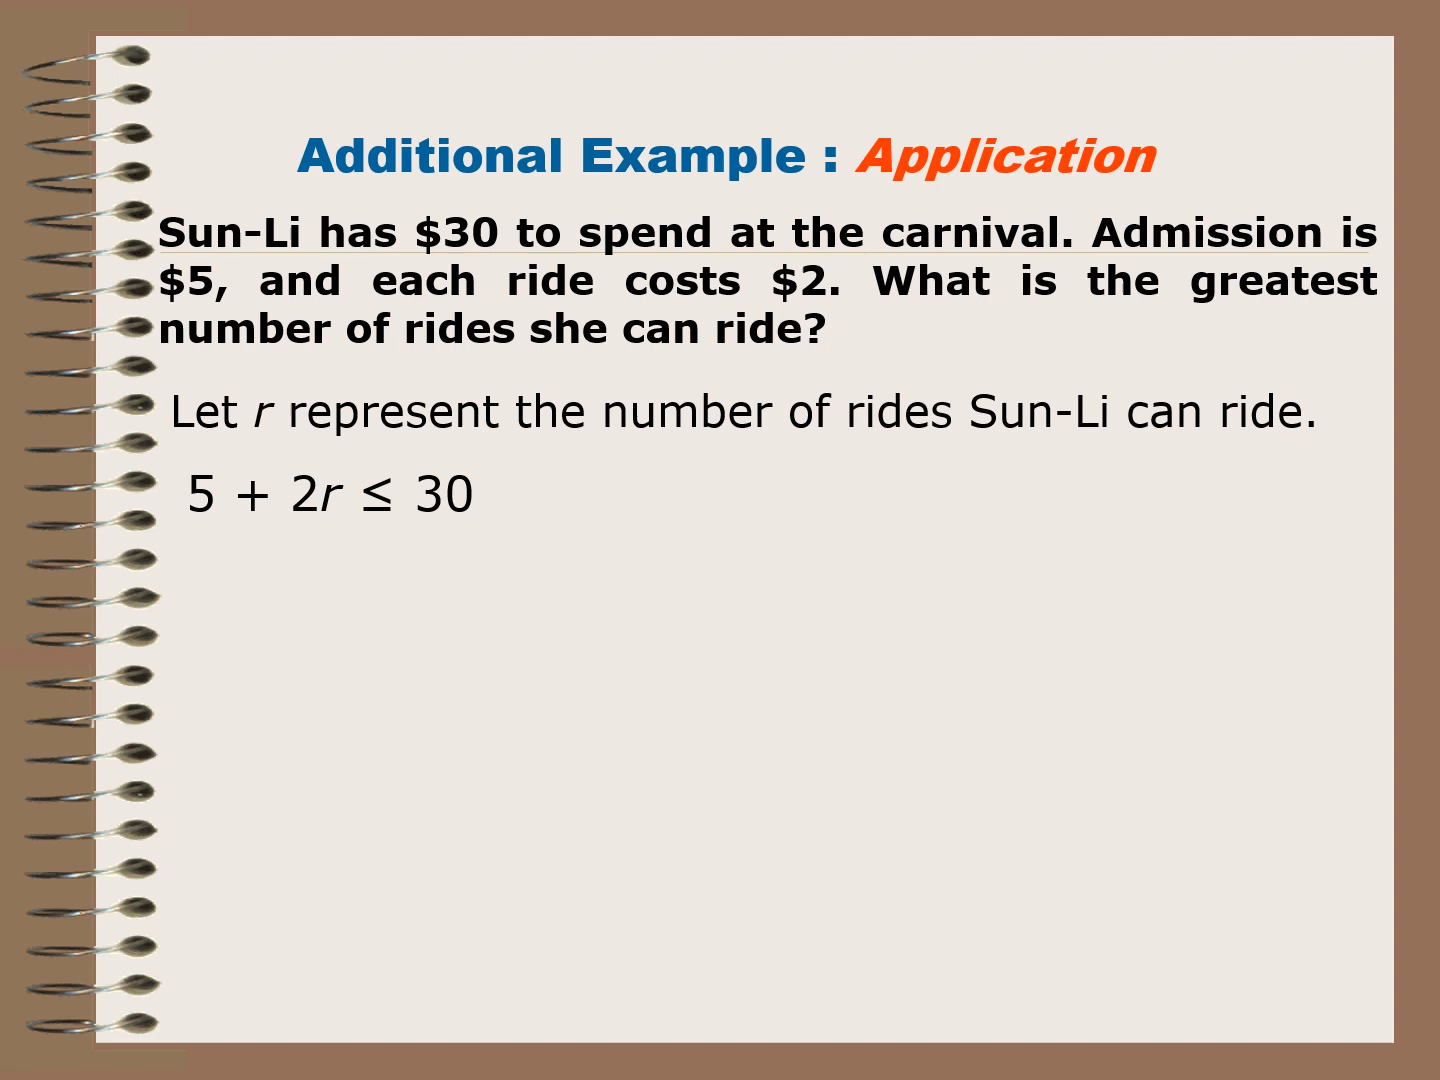 Additional Example : Application
Sun-Li has $30 to spend at the carnival. Admission is
$5, and each ride costs $2. What is the greatest
number of rides she can ride?
Let r represent the number of rides Sun-Li can ride.
5 + 2r ≤ 30